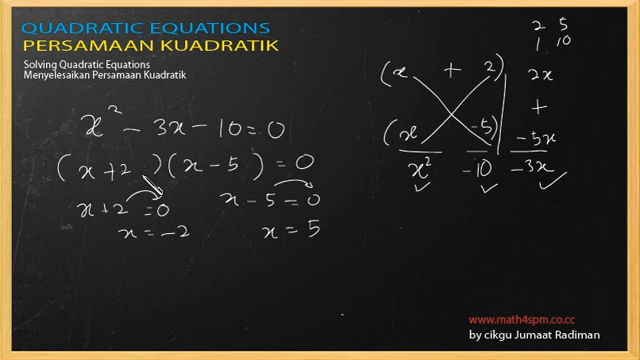 QUADRATIC EQUATIONS
PERSAMAAN KUADRATIK
Solving Quadratic Equations
Menyelesaikan Persamaan Kuadratik
x² - 3x - 10 = 0
(x + 2)(x - 5) = 0
x + 2 = 0 x - 5 = 0
x = -2 x = 5
2 5
1 10
(x + 2) 2x
+
(x -5) -5x
x² -10 -3x
www.math4spm.co.cc
by cikgu Jumaat Radiman